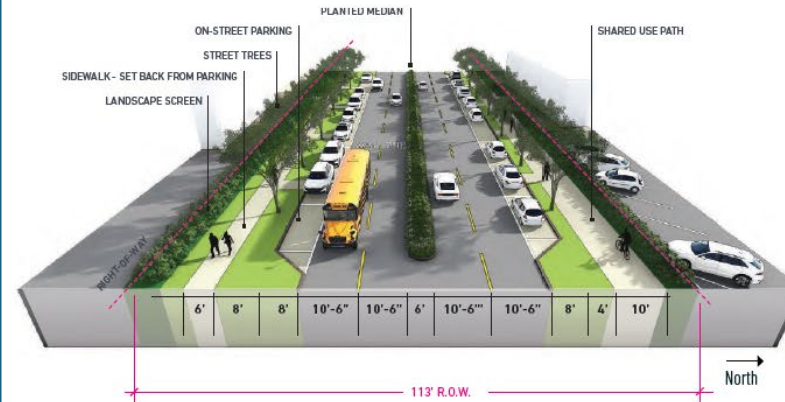 PLANTED MEDIAN
ON-STREET PARKING
SHARED USE PATH
STREET TREES
SIDEWALK - SET BACK FROM PARKING
LANDSCAPE SCREEN
RIGHT-OF-WAY
6' 8' 8' 10'-6" 10'-6" 6' 10'-6'" 10'-6" 8' 4' 10'
North
113' R.O.W.